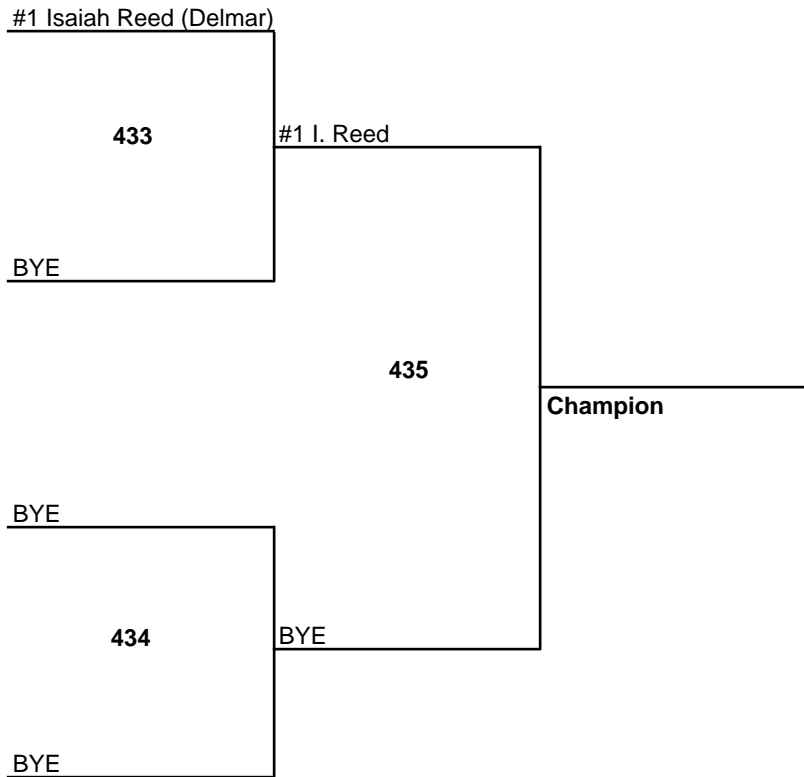 #1 Isaiah Reed (Delmar)
433
#1 I. Reed
BYE
435
Champion
BYE
434
BYE
BYE